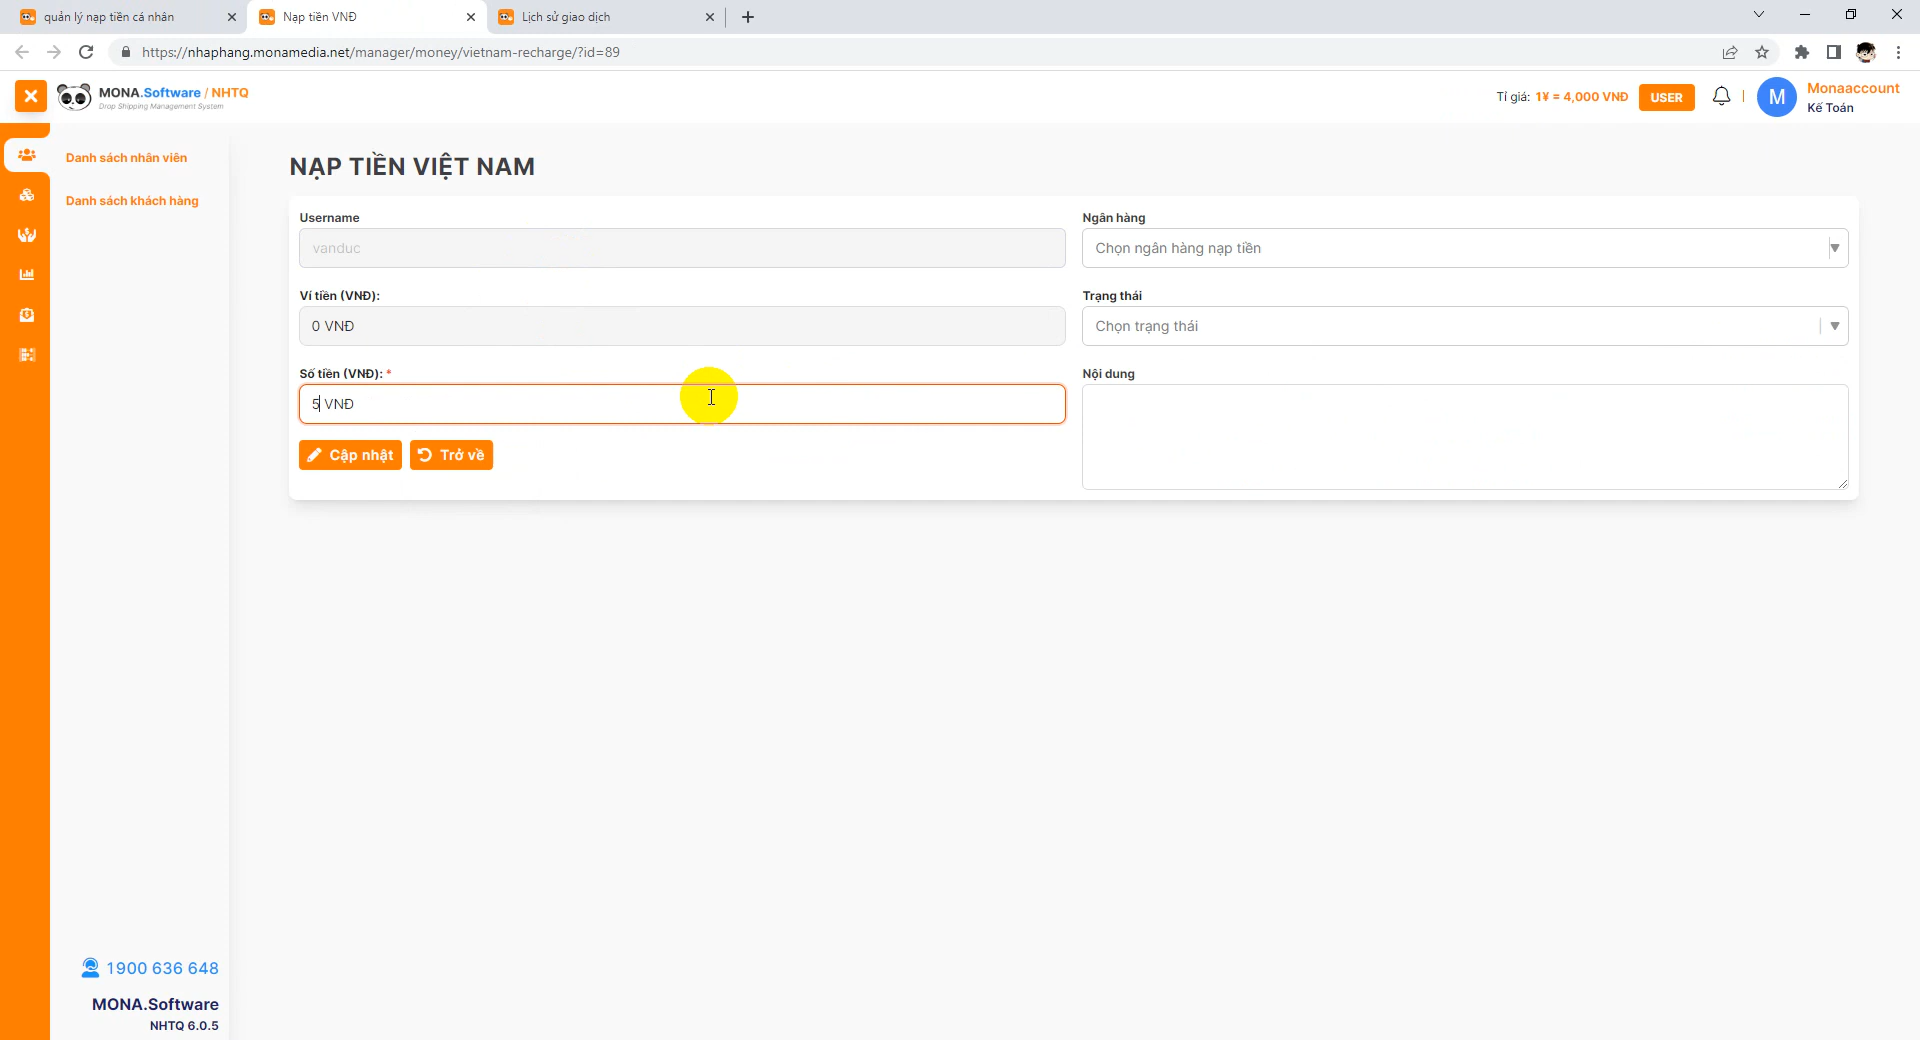 quản lý nạp tiền cá nhân
Nạp tiền VNĐ
Lịch sử giao dịch
https://nhaphang.monamedia.net/manager/money/vietnam-recharge/?id=89
MONA.Software / NHTQ
Drop Shipping Management System
Tỉ giá: 1¥ = 4,000 VNĐ
USER
M
Monaaccount
Kế Toán
Danh sách nhân viên
Danh sách khách hàng
NẠP TIỀN VIỆT NAM
Username
vanduc
Ngân hàng
Chọn ngân hàng nạp tiền
Ví tiền (VNĐ):
0 VNĐ
Trạng thái
Chọn trạng thái
Số tiền (VNĐ): *
5 VNĐ
Nội dung
Cập nhật
Trở về
1900 636 648
MONA.Software
NHTQ 6.0.5